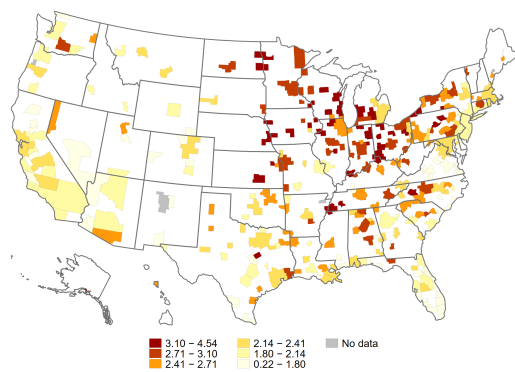 3.10 − 4.54
2.71 − 3.10
2.41 − 2.71
2.14 − 2.41
1.80 − 2.14
0.22 − 1.80
No data